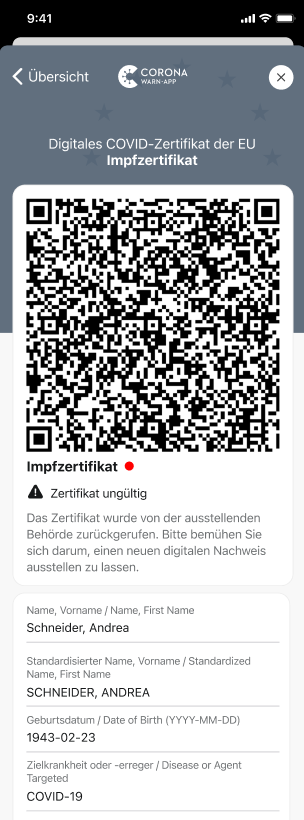 9:41
Übersicht
CORONA
WARN-APP
Digitales COVID-Zertifikat der EU
Impfzertifikat
Impfzertifikat
Zertifikat ungültig
Das Zertifikat wurde von der ausstellenden
Behörde zurückgerufen. Bitte bemühen Sie
sich darum, einen neuen digitalen Nachweis
ausstellen zu lassen.
Name, Vorname / Name, First Name
Schneider, Andrea
Standardisierter Name, Vorname / Standardized
Name, First Name
SCHNEIDER, ANDREA
Geburtsdatum / Date of Birth (YYYY-MM-DD)
1943-02-23
Zielkrankheit oder -erreger / Disease or Agent
Targeted
COVID-19